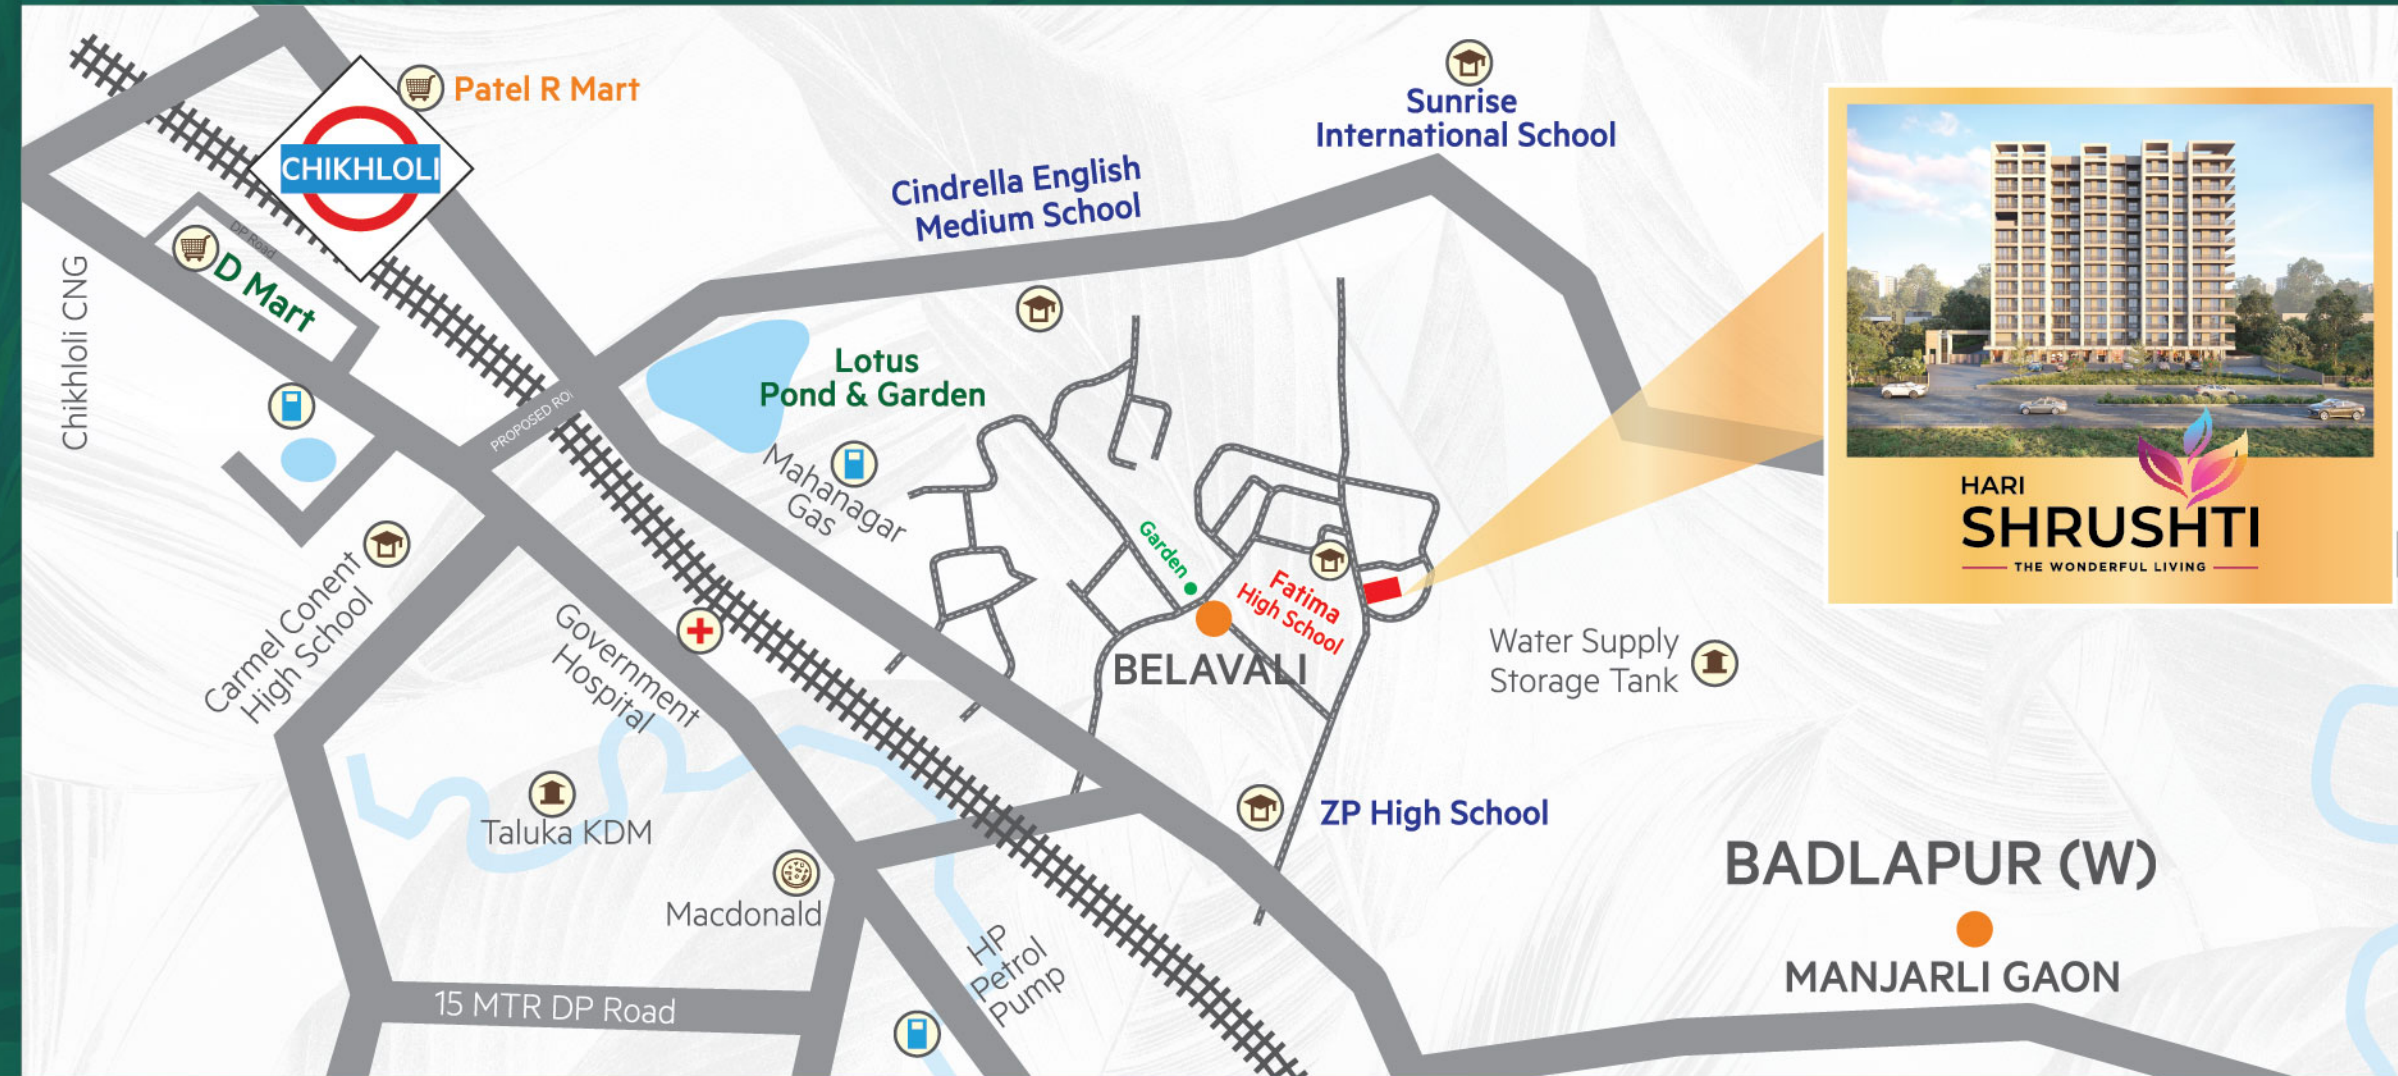 Patel R Mart
CHIKHLOLI
Sunrise
International School
Cindrella English
Medium School
DP Road
D Mart
Chikhloli CNG
Lotus
Pond & Garden
Mahanagar
Gas
PROPOSED
Garden
Fatima
High School
BELAVALI
HARI
SHRUSHTI
THE WONDERFUL LIVING
Carmel Conent
High School
Government
Hospital
Water Supply
Storage Tank
Taluka KDM
ZP High School
Macdonald
HP
Petrol
Pump
15 MTR DP Road
BADLAPUR (W)
MANJARLI GAON